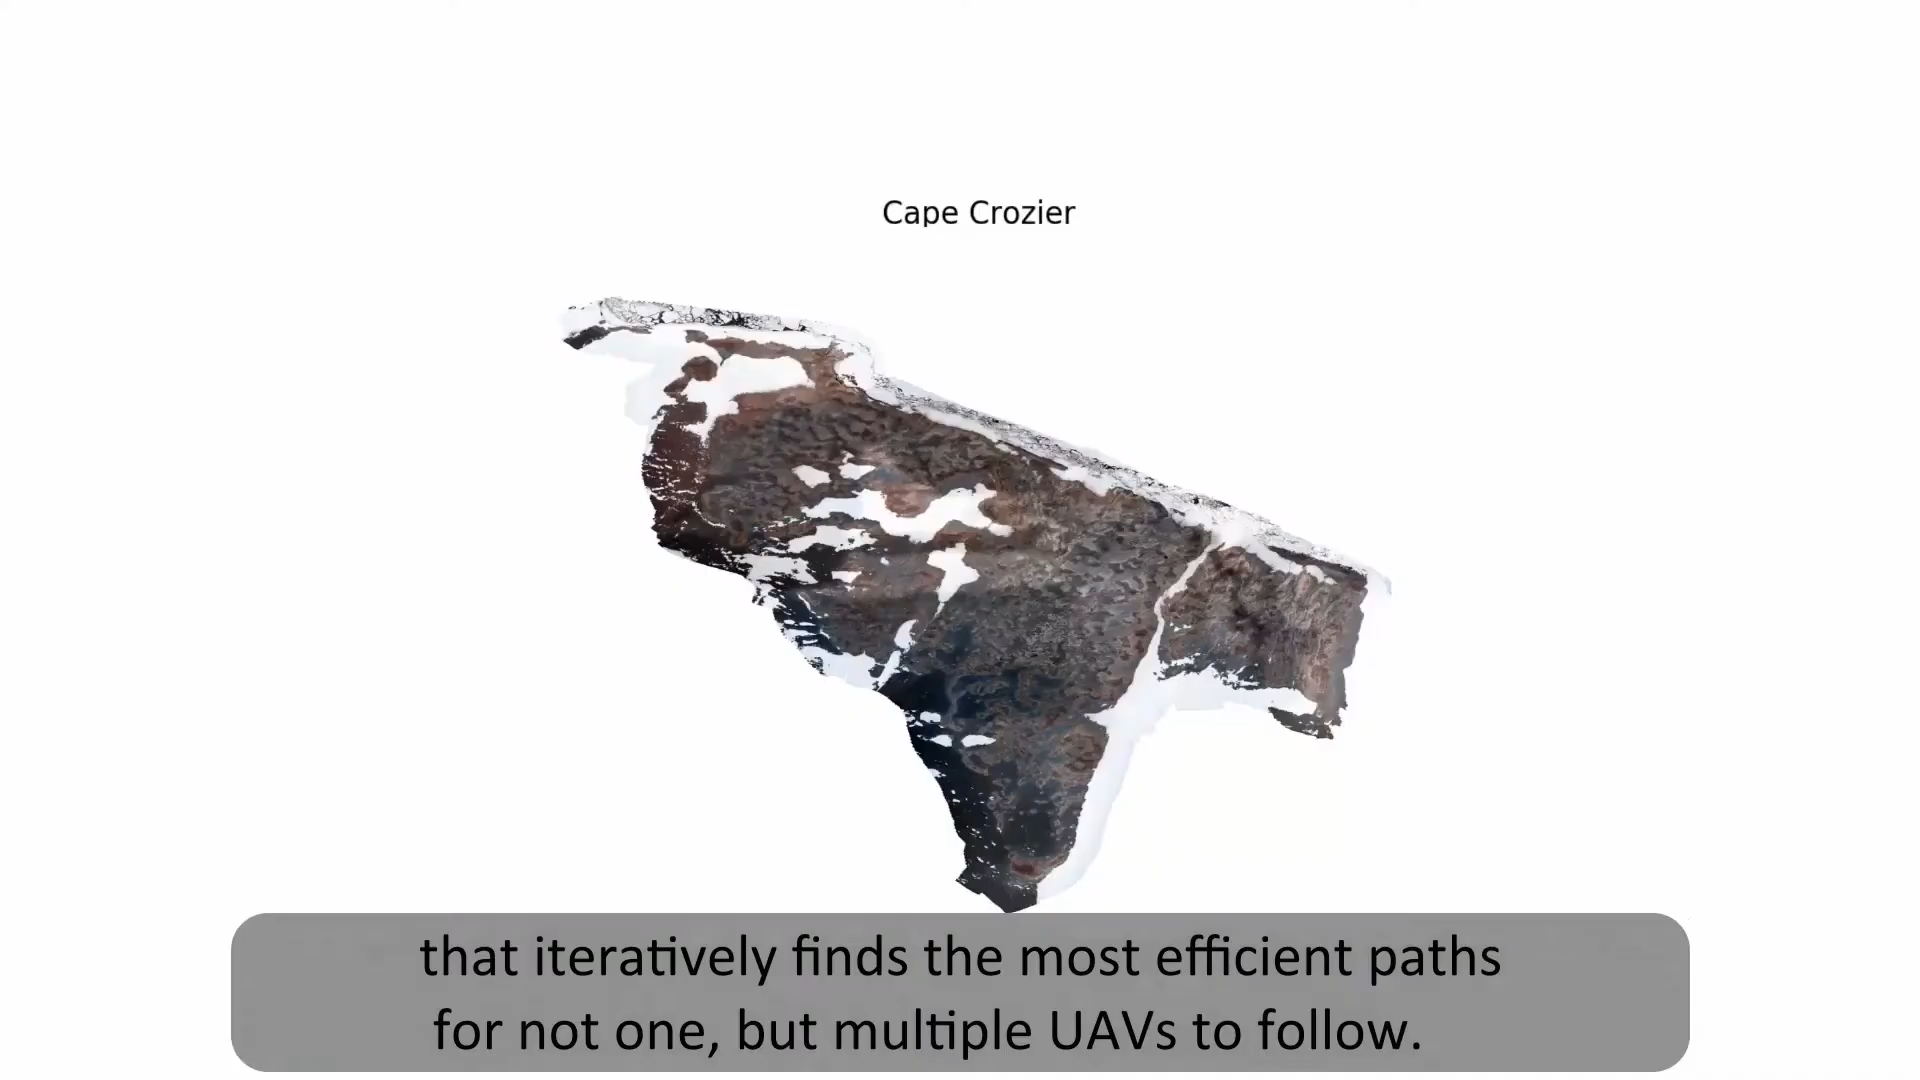 Cape Crozier
that iteratively finds the most efficient paths
for not one, but multiple UAVs to follow.